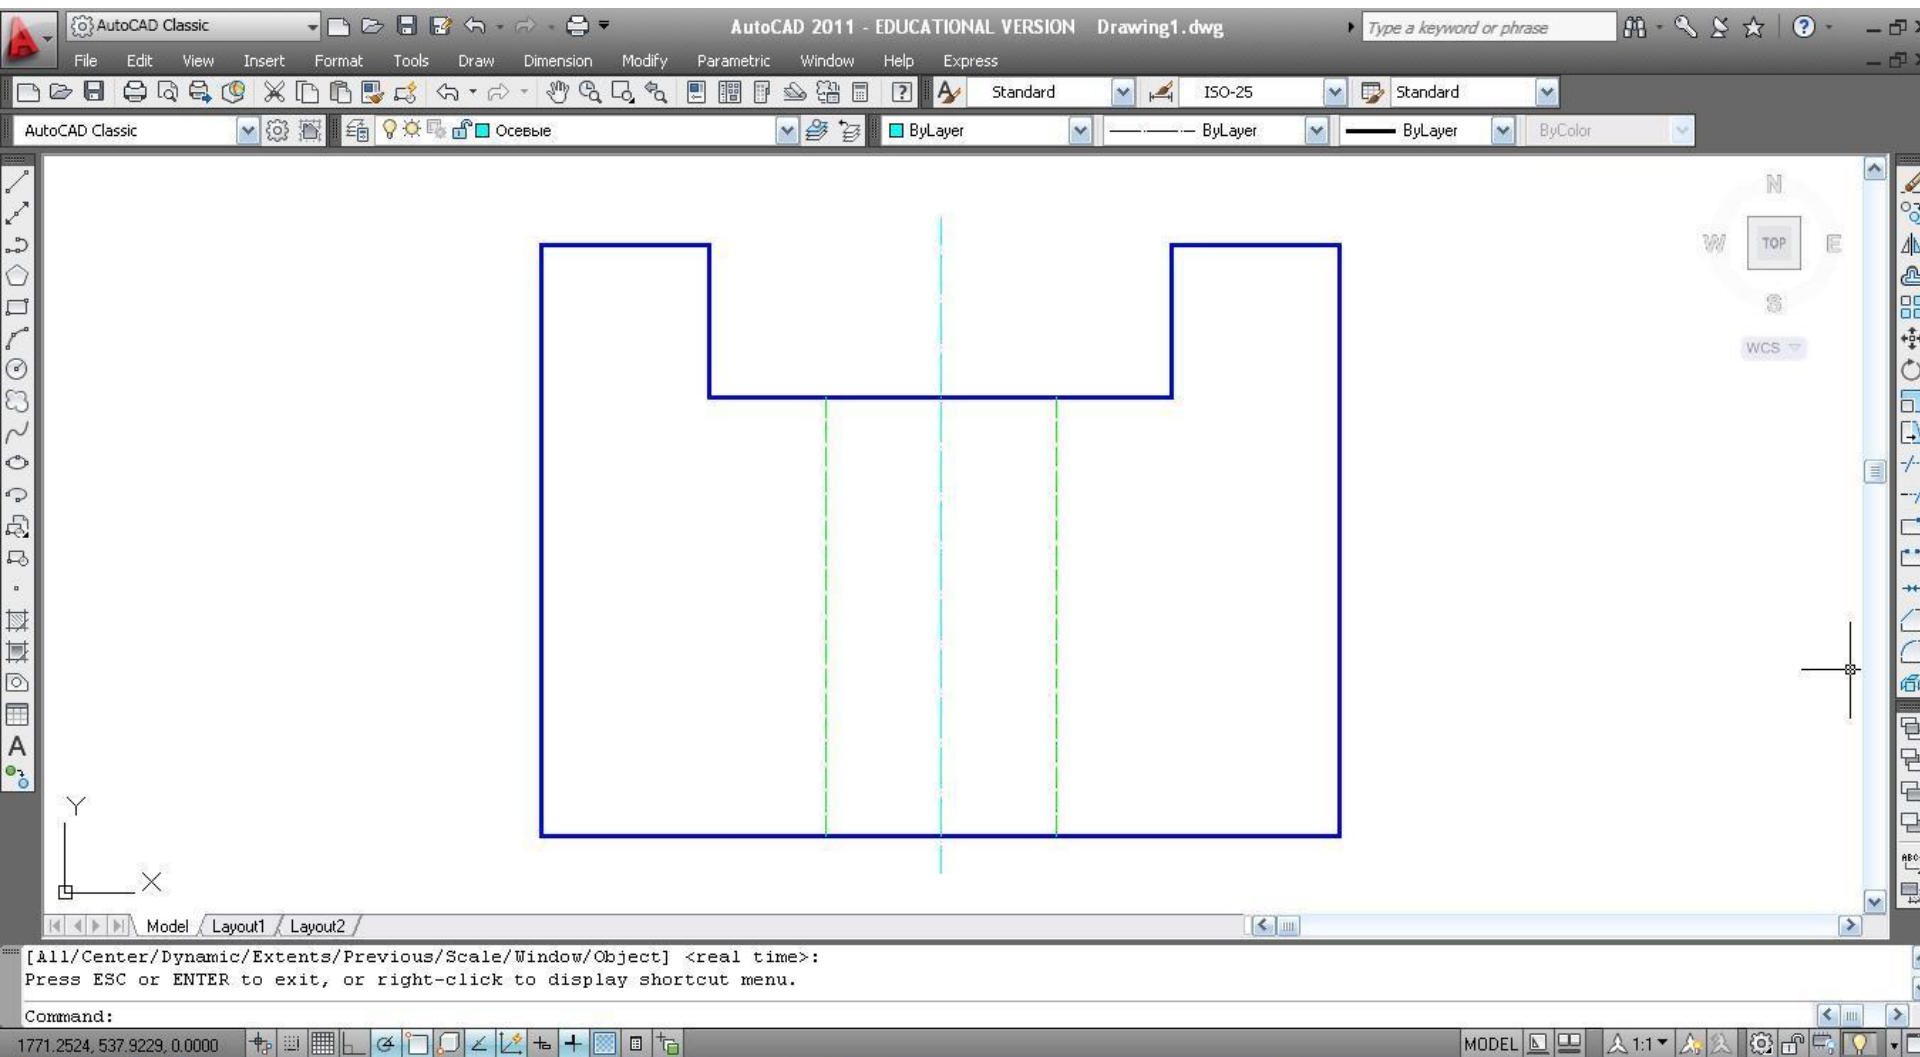 AutoCAD Classic
AutoCAD 2011 - EDUCATIONAL VERSION Drawing1.dwg
Type a keyword or phrase
File Edit View Insert Format Tools Draw Dimension Modify Parametric Window Help Express
Standard ISO-25 Standard
AutoCAD Classic Осевые ByLayer ByLayer ByLayer ByColor
N
W TOP E
S
WCS
A
ABC
Y
X
Model Layout1 Layout2
[All/Center/Dynamic/Extents/Previous/Scale/Window/Object] <real time>:
Press ESC or ENTER to exit, or right-click to display shortcut menu.
Command:
1771.2524, 537.9229, 0.0000 MODEL 1:1